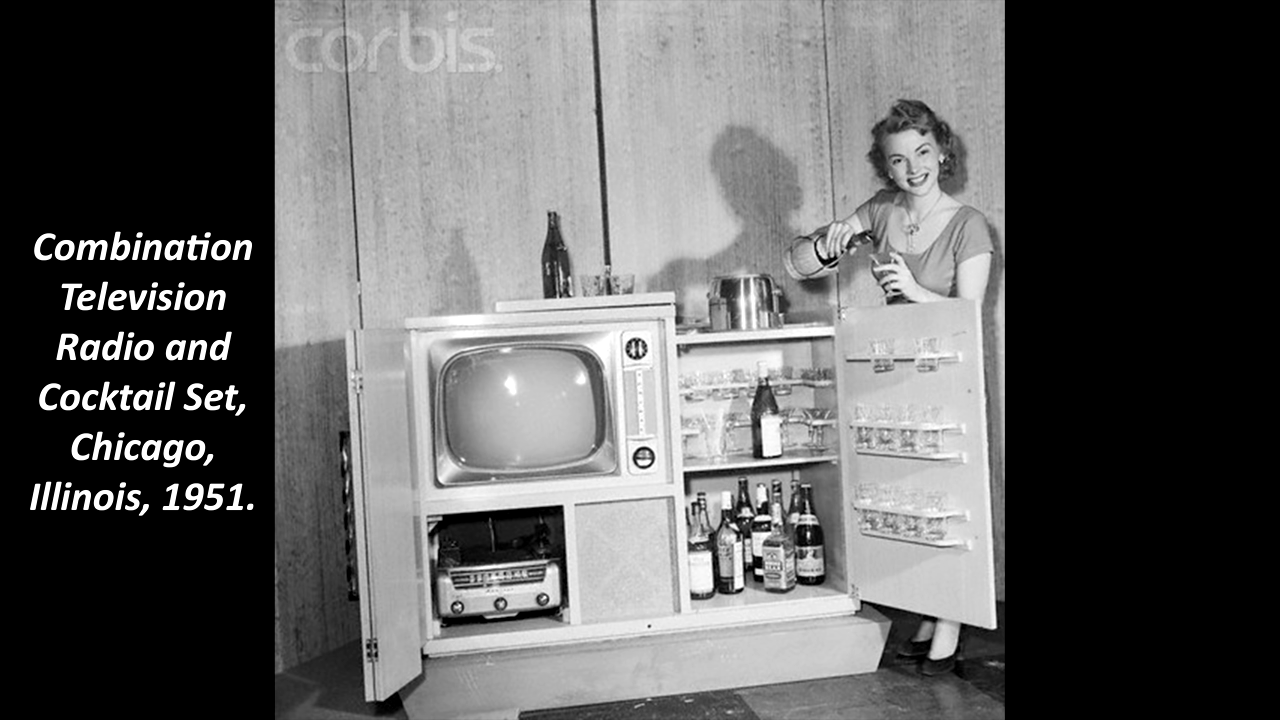 corbis.
Combination
Television
Radio and
Cocktail Set,
Chicago,
Illinois, 1951.